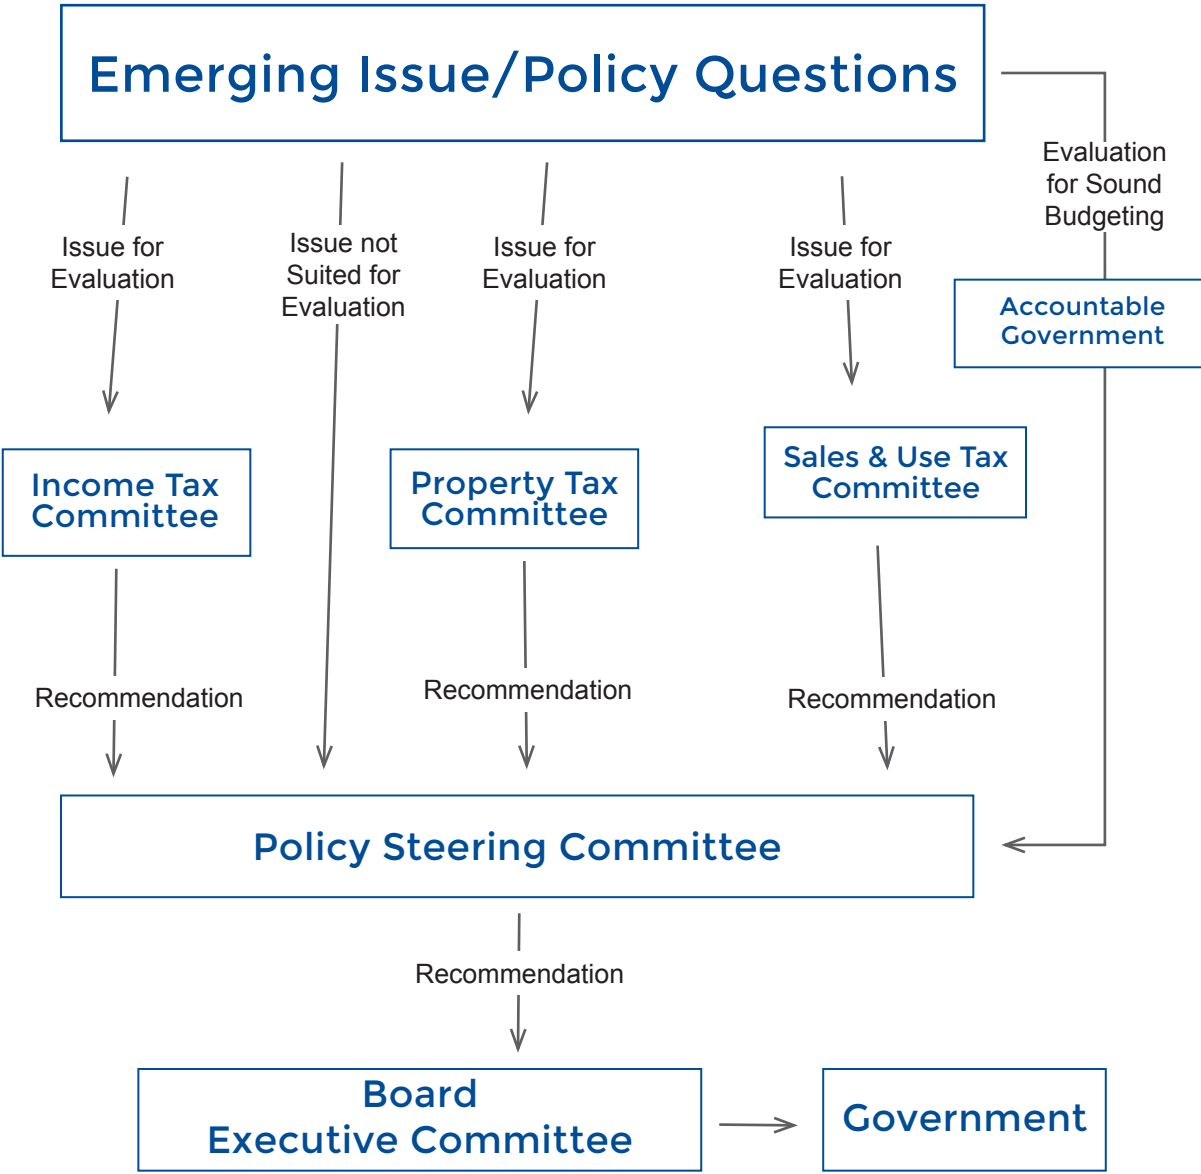 Emerging Issue/Policy Questions
Evaluation
for Sound
Budgeting
Issue for
Evaluation
Issue not
Suited for
Evaluation
Issue for
Evaluation
Issue for
Evaluation
Accountable
Government
Income Tax
Committee
Property Tax
Committee
Sales & Use Tax
Committee
Recommendation
Recommendation
Recommendation
Policy Steering Committee
Recommendation
Board
Executive Committee
Government